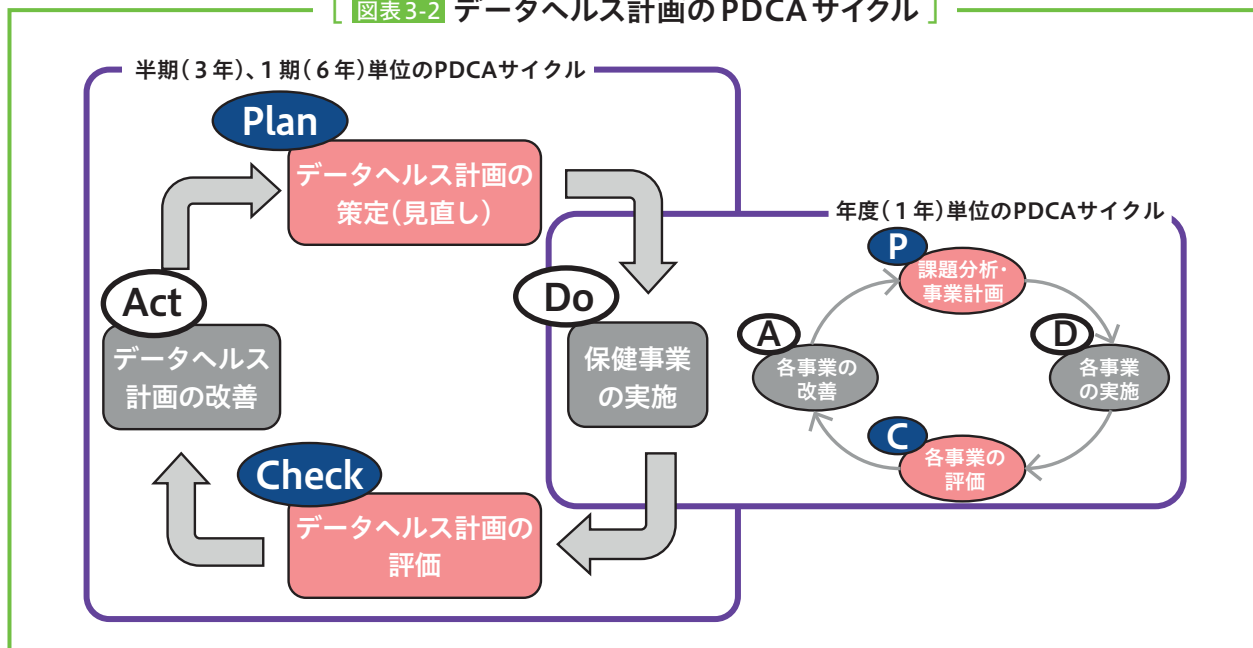 [ 図表3-2 データヘルス計画のPDCAサイクル ]
半期(3年)、1期(6年)単位のPDCAサイクル
Plan
データヘルス計画の
策定(見直し)
年度(1年)単位のPDCAサイクル
P
課題分析・
事業計画
Act
データヘルス
計画の改善
Do
保健事業
の実施
A
各事業の
改善
D
各事業
の実施
Check
データヘルス計画の
評価
C
各事業の
評価